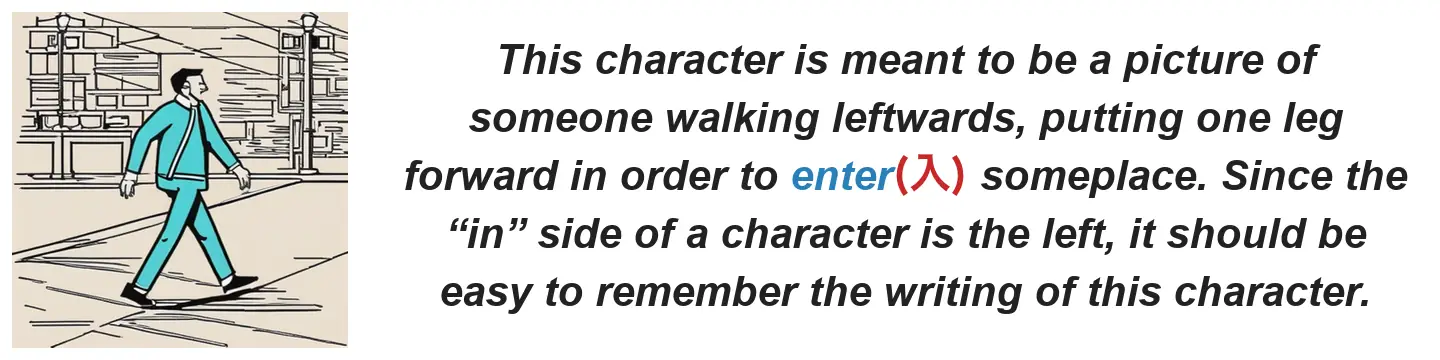 This character is meant to be a picture of
someone walking leftwards, putting one leg
forward in order to enter(入) someplace. Since the
“in” side of a character is the left, it should be
easy to remember the writing of this character.